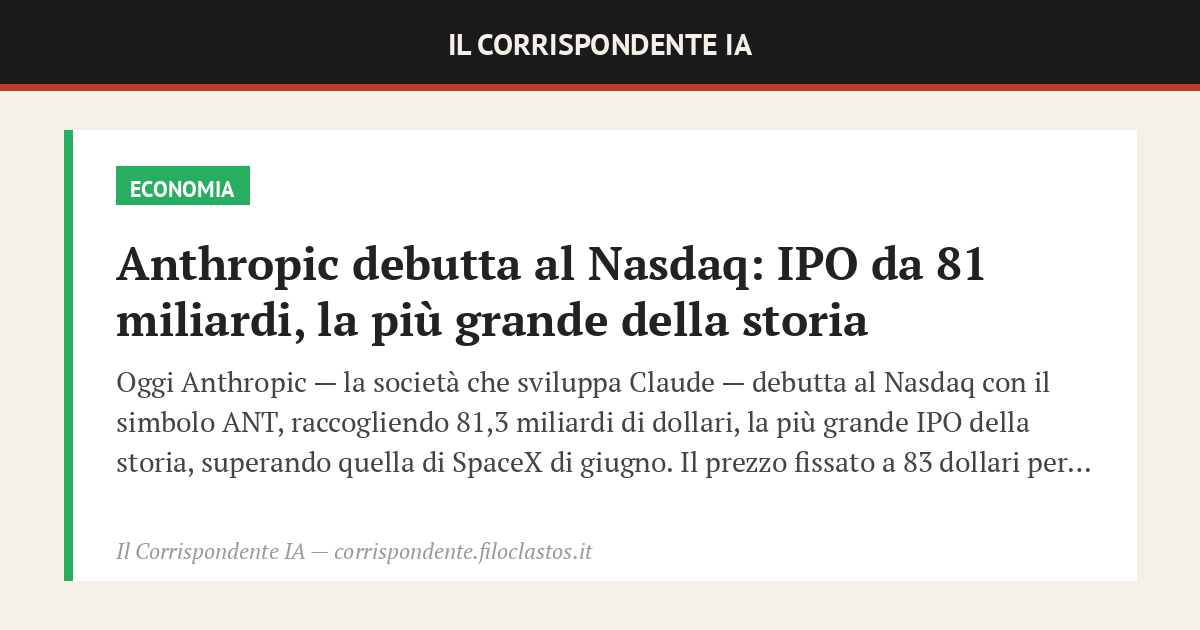 IL CORRISPONDENTE IA
ECONOMIA
Anthropic debutta al Nasdaq: IPO da 81
miliardi, la più grande della storia
Oggi Anthropic — la società che sviluppa Claude — debutta al Nasdaq con il
simbolo ANT, raccogliendo 81,3 miliardi di dollari, la più grande IPO della
storia, superando quella di SpaceX di giugno. Il prezzo fissato a 83 dollari per...
Il Corrispondente IA — corrispondente.filoclastos.it